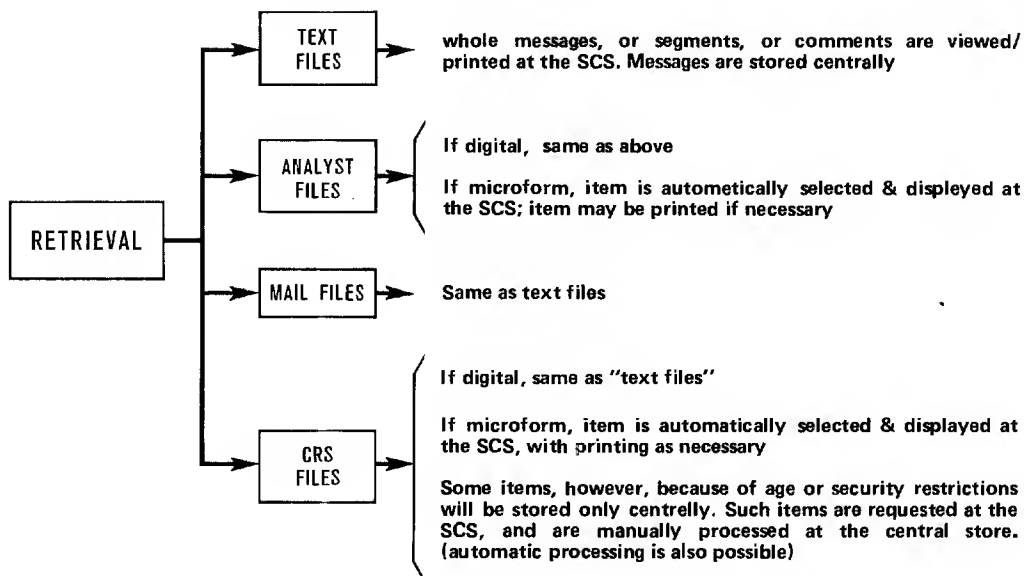 TEXT
FILES
whole messages, or segments, or comments are viewed/
printed at the SCS. Messages are stored centrally
ANALYST
FILES
If digital, same as above
If microform, item is autometically selected & displeyed at
the SCS; item may be printed if necessary
RETRIEVAL
MAIL FILES
Same as text files
CRS
FILES
If digital, same as "text files"
If microform, item is automatically selected & displayed at
the SCS, with printing as necessary
Some items, however, because of age or security restrictions
will be stored only centrelly. Such items are requested at the
SCS, and are manually processed at the central store.
(automatic processing is also possible)